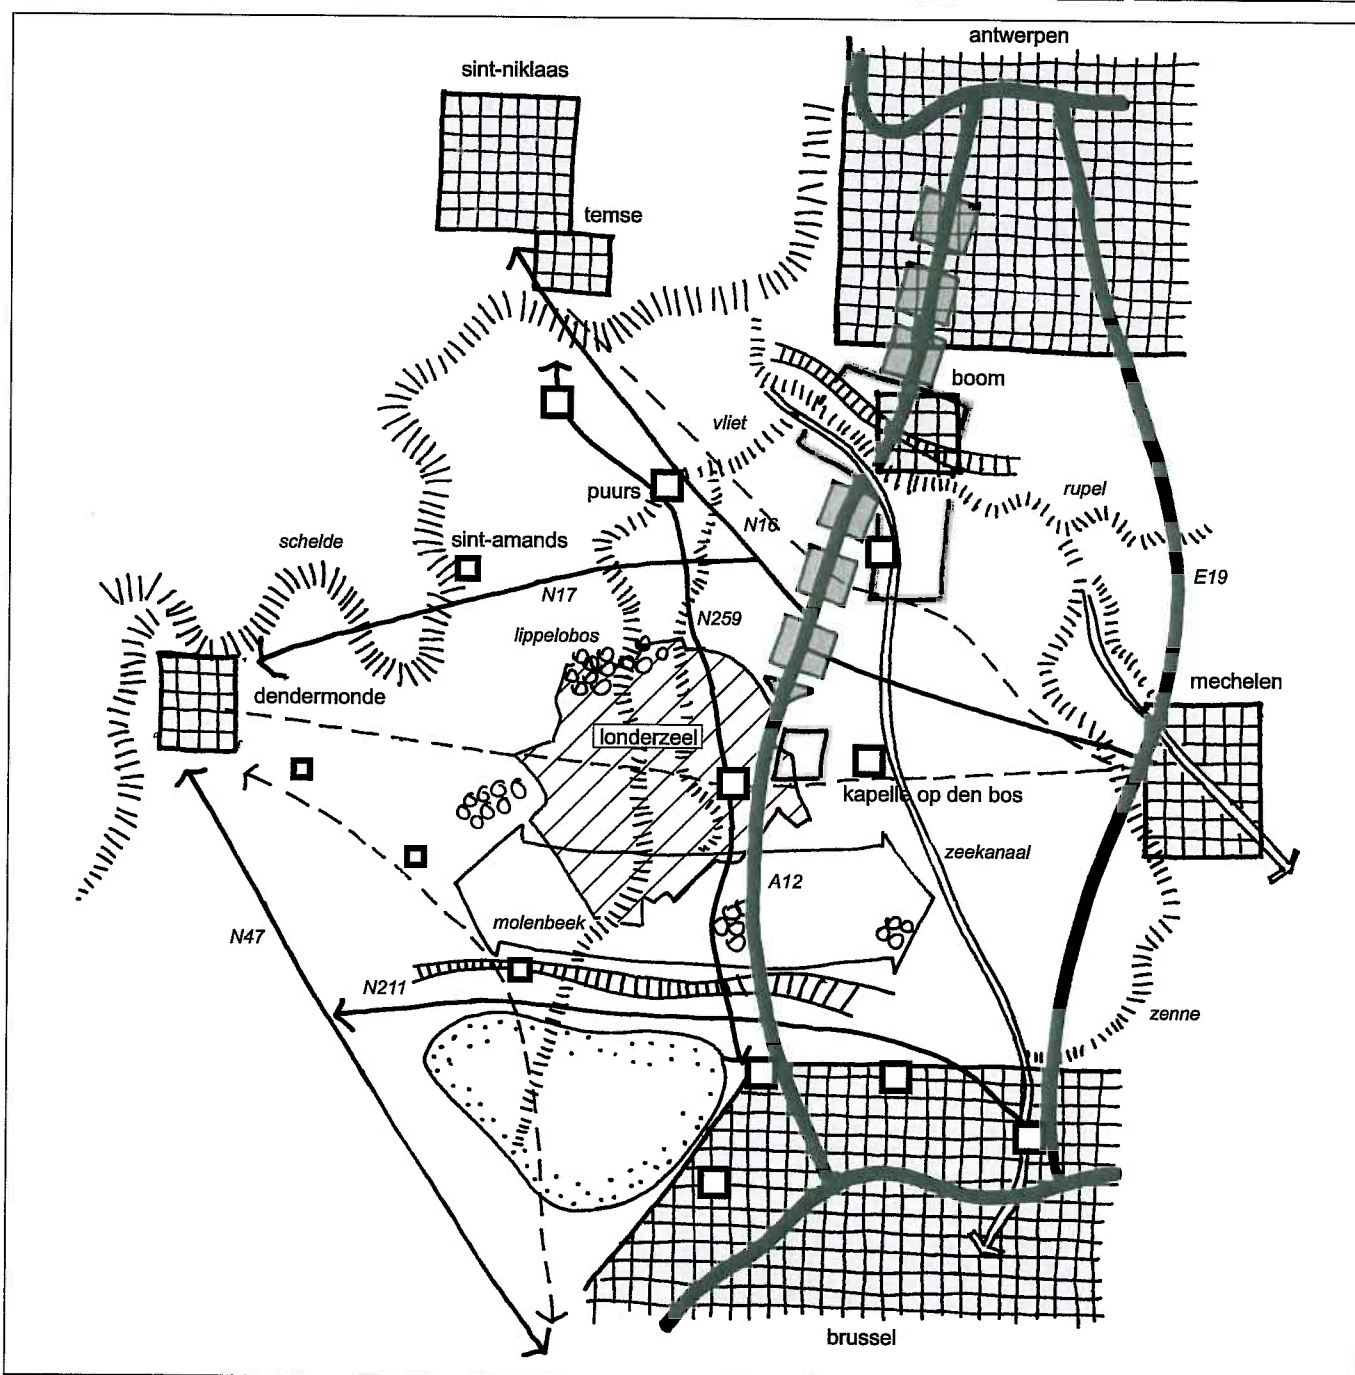 antwerpen
sint-niklaas
temse
boom
vliet
puurs
rupel
N16
schelde
sint-amands
E19
N17
N259
lippelobos
mechelen
dendermonde
londerzeel
kapelle op den bos
zeekanaal
A12
molenbeek
N47
N211
zenne
brussel